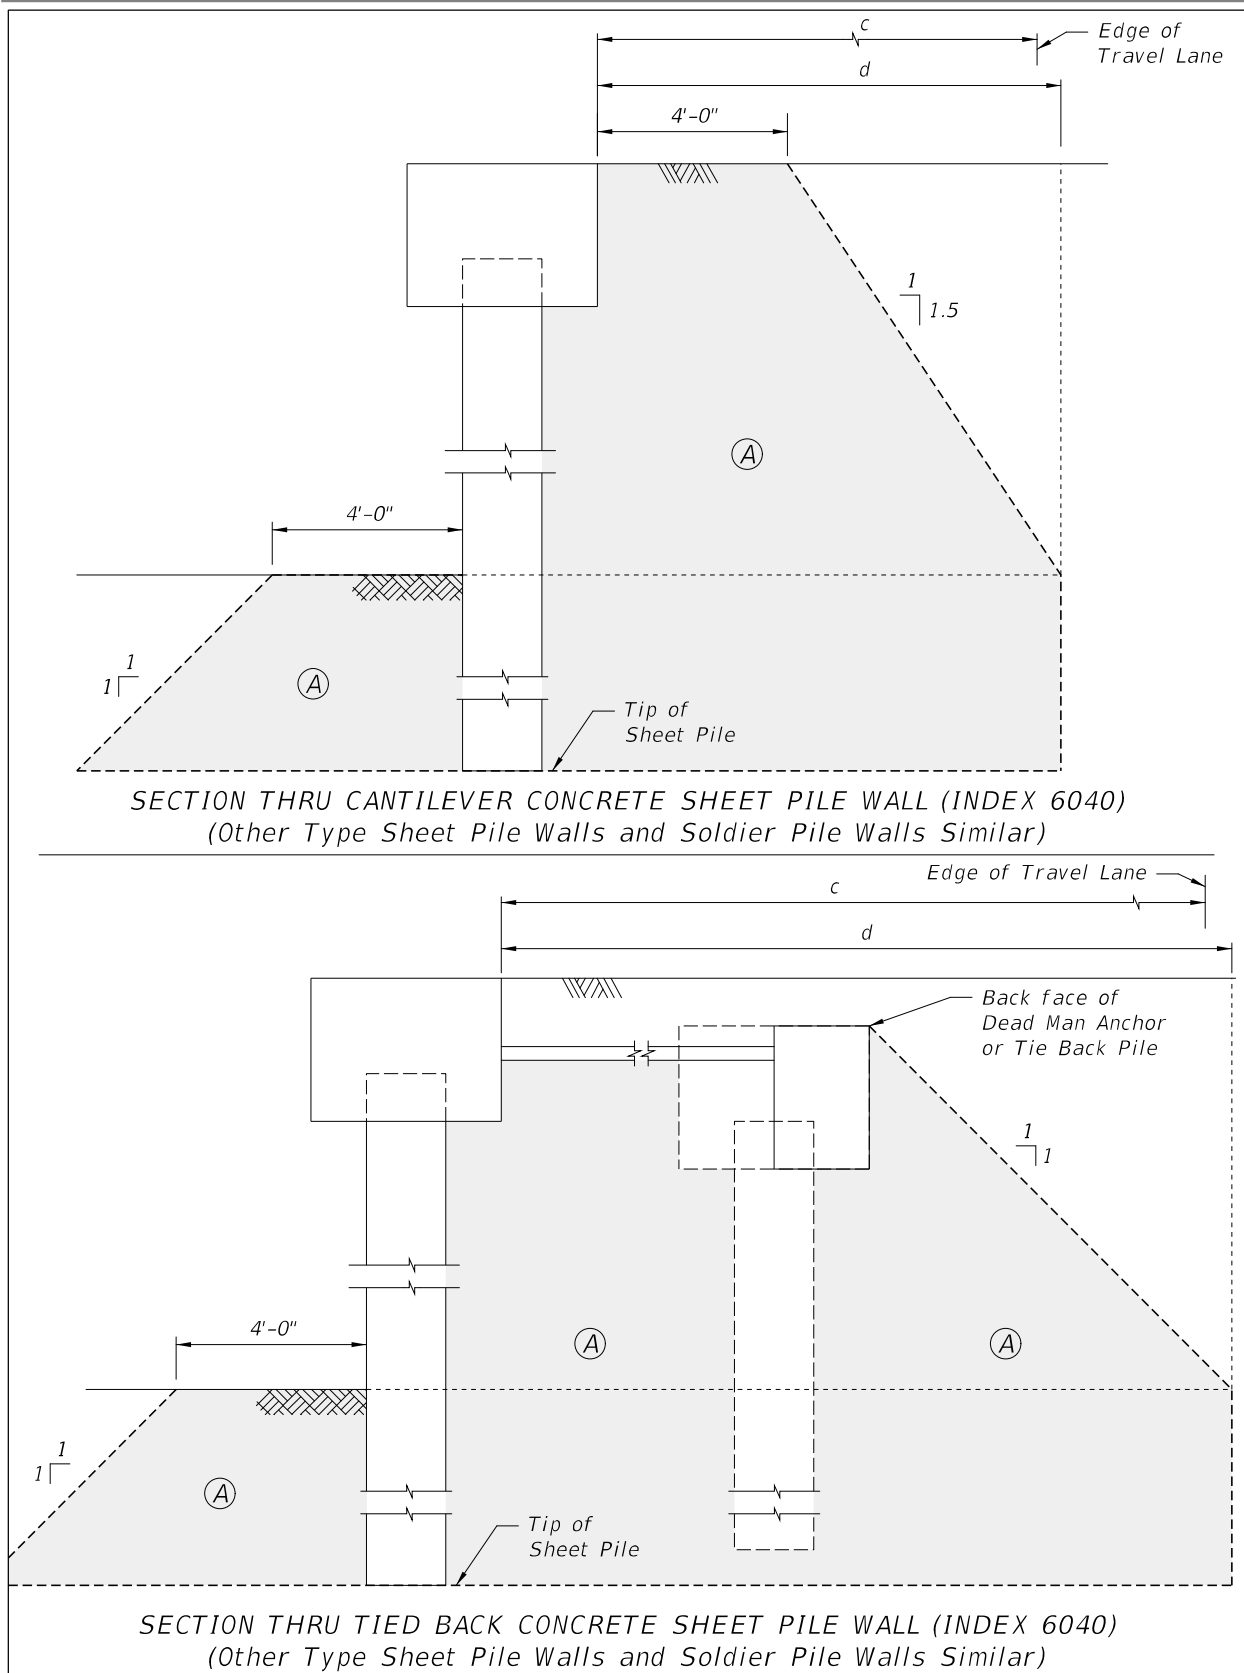 c
Edge of
Travel Lane
d
4'-0"
1
1.5
A
4'-0"
1
1
A
Tip of
Sheet Pile
SECTION THRU CANTILEVER CONCRETE SHEET PILE WALL (INDEX 6040)
(Other Type Sheet Pile Walls and Soldier Pile Walls Similar)
Edge of Travel Lane
c
d
Back face of
Dead Man Anchor
or Tie Back Pile
1
1
4'-0"
A
A
1
1
A
Tip of
Sheet Pile
SECTION THRU TIED BACK CONCRETE SHEET PILE WALL (INDEX 6040)
(Other Type Sheet Pile Walls and Soldier Pile Walls Similar)